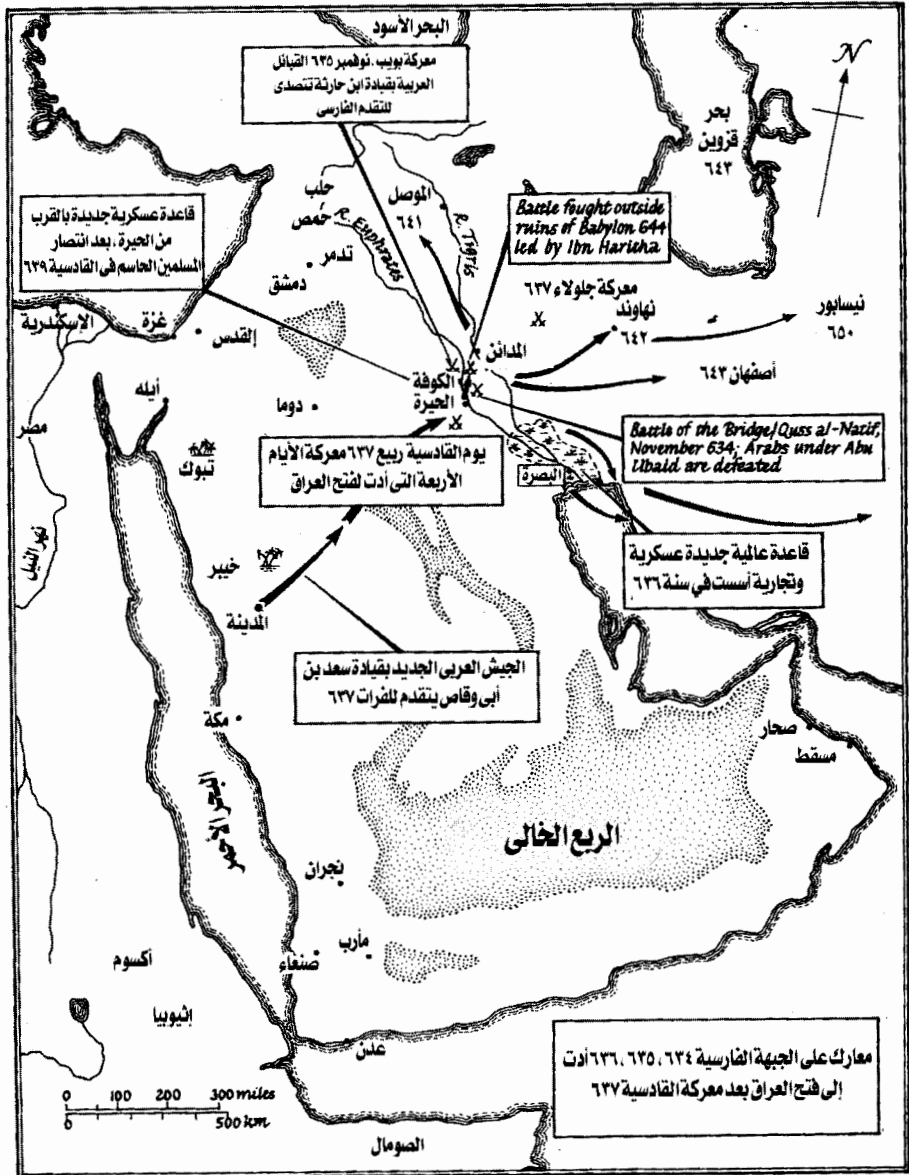 البحر الأسود
معركة بويب. نوفمبر ٦٣٥ القبائل
العربية بقيادة ابن حارثة تتصدى
للتقدم الفارسى
N
بحر
قزوين
٦٤٣
حلب
حمص
الموصل
٦٤١
R. Euphrates
R. Tigris
Battle fought outside
ruins of Babylon 644
led by Ibn Haritha
قاعدة عسكرية جديدة بالقرب
من الحيرة، بعد انتصار
المسلمين الحاسم فى القادسية ٦٣٩
تدمر
دمشق
معركة جلولاء ٦٣٧
نهاوند
٦٤٢
نيسابور
٦٥٠
الإسكندرية
غزة
القدس
المدائن
أصفهان ٦٤٣
الكوفة
الحيرة
أيله
دوما
مصر
تبوك
Battle of the Bridge/Quss al-Natif,
November 634; Arabs under Abu
Ubaid are defeated
يوم القادسية ربيع ٦٣٧ معركة الأيام
الأربعة التى أدت لفتح العراق
البصرة
نهر النيل
خيبر
المدينة
قاعدة عالمية جديدة عسكرية
وتجارية أسست في سنة ٦٣٦
الجيش العربى الجديد بقيادة سعد بن
أبى وقاص يتقدم للفرات ٦٣٧
مكة
صحار
مسقط
البحر الأحمر
الربع الخالى
نجران
مأرب
صنعاء
أكسوم
إثيوبيا
عدن
معارك على الجبهة الفارسية ٦٣٤، ٦٣٥، ٦٣٦ أدت
إلى فتح العراق بعد معركة القادسية ٦٣٧
0 100 200 300 miles
0 500 km
الصومال